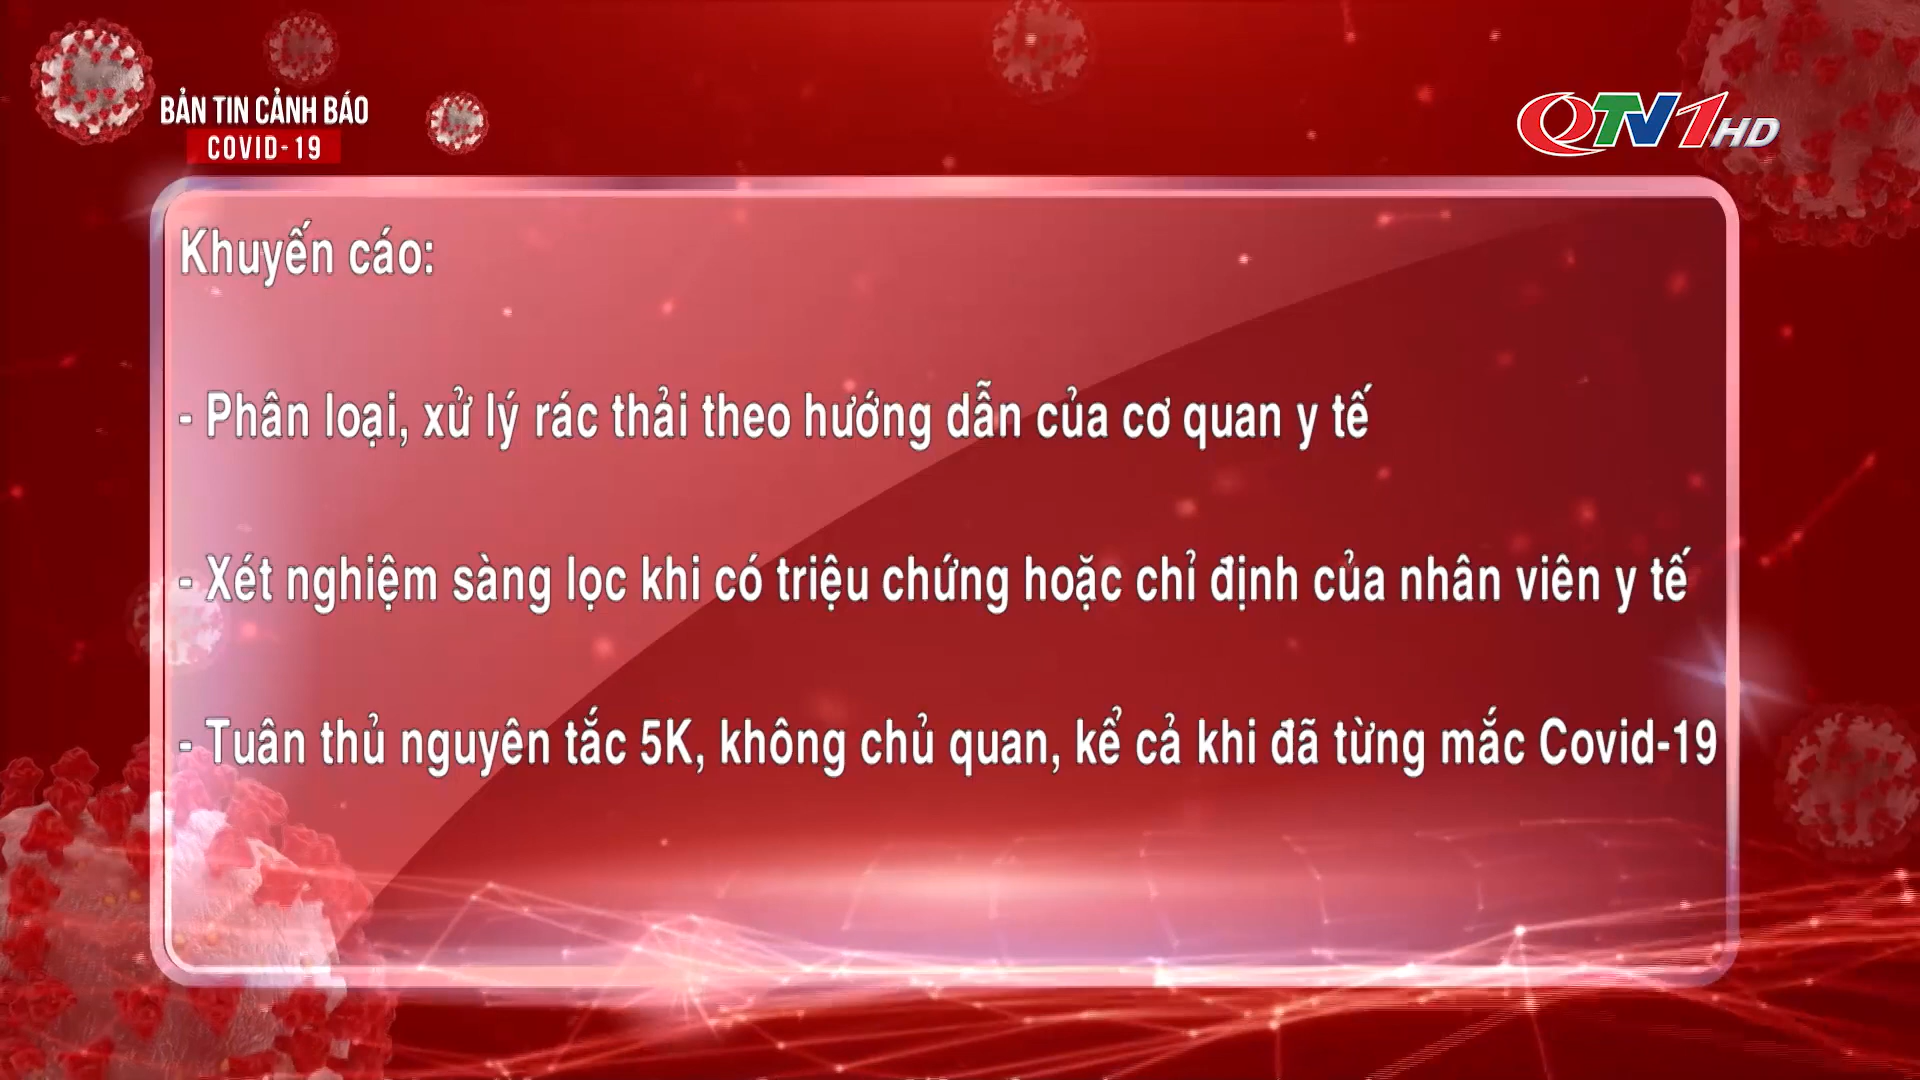 BẢN TIN CẢNH BÁO
COVID-19
QTV1HD
Khuyến cáo:
- Phân loại, xử lý rác thải theo hướng dẫn của cơ quan y tế
- Xét nghiệm sàng lọc khi có triệu chứng hoặc chỉ định của nhân viên y tế
- Tuân thủ nguyên tắc 5K, không chủ quan, kể cả khi đã từng mắc Covid-19